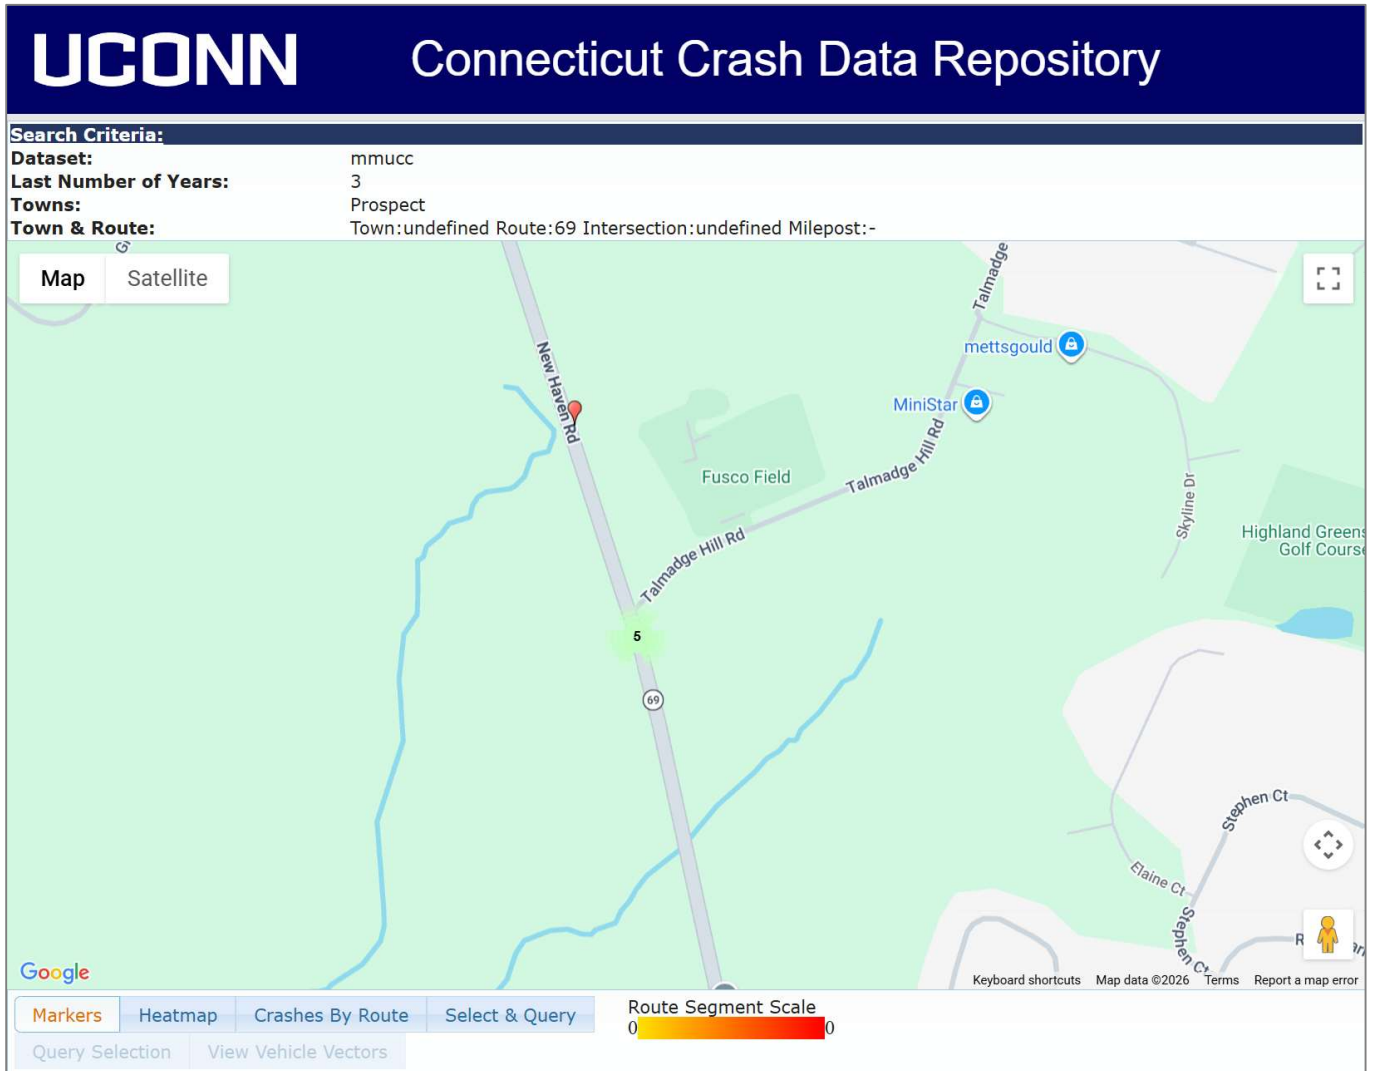 UCONN Connecticut Crash Data Repository
Search Criteria:
Dataset: mmucc
Last Number of Years: 3
Towns: Prospect
Town & Route: Town:undefined Route:69 Intersection:undefined Milepost:-
Map Satellite
Talmadge
New Haven Rd
mettsgould
MiniStar
Talmadge Hill Rd
Fusco Field
Skyline Dr
Highland Greens
Golf Course
Talmadge Hill Rd
5
69
Stephen Ct
Elaine Ct
Stephen Ct
Google
Keyboard shortcuts Map data ©2026 Terms Report a map error
Markers Heatmap Crashes By Route Select & Query
Route Segment Scale
0 0
Query Selection View Vehicle Vectors